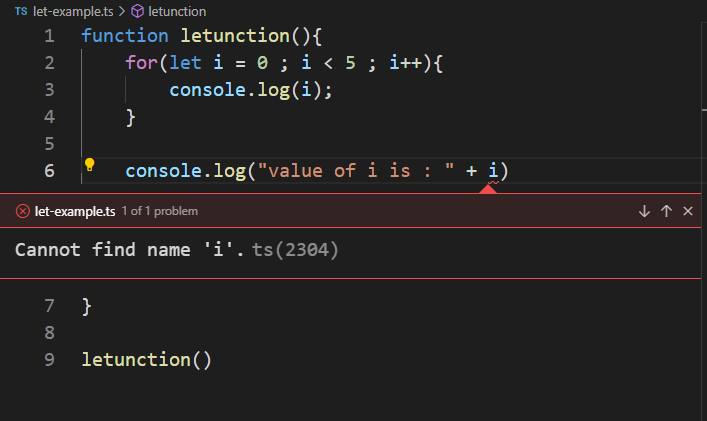 TS let-example.ts > letunction
1 function letunction(){
2 for(let i = 0 ; i < 5 ; i++){
3 console.log(i);
4 }
5
6 console.log("value of i is : " + i)
let-example.ts 1 of 1 problem
Cannot find name 'i'. ts(2304)
7 }
8
9 letunction()